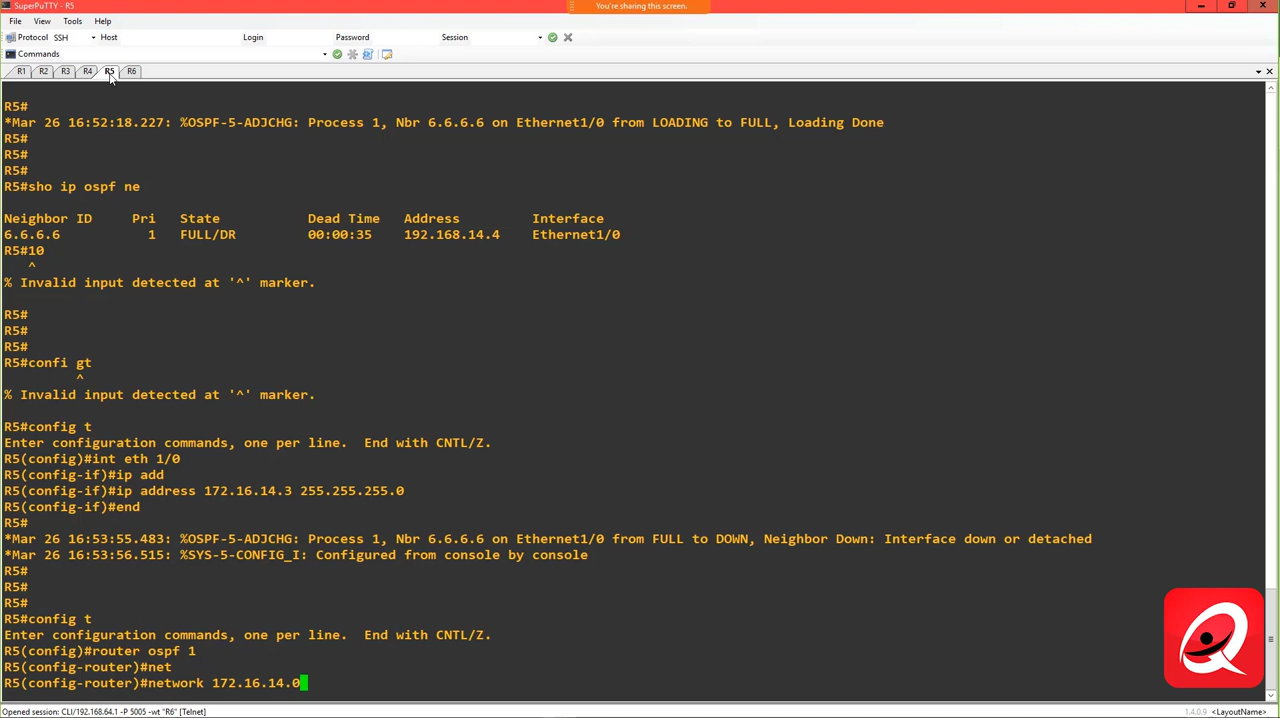 SuperPuTTY - R5
You're sharing this screen.
File View Tools Help
Protocol SSH Host Login Password Session
Commands
R1 R2 R3 R4 R5 R6
R5#
*Mar 26 16:52:18.227: %OSPF-5-ADJCHG: Process 1, Nbr 6.6.6.6 on Ethernet1/0 from LOADING to FULL, Loading Done
R5#
R5#
R5#
R5#sho ip ospf ne
Neighbor ID Pri State Dead Time Address Interface
6.6.6.6 1 FULL/DR 00:00:35 192.168.14.4 Ethernet1/0
R5#10
^
% Invalid input detected at '^' marker.
R5#
R5#
R5#
R5#confi gt
^
% Invalid input detected at '^' marker.
R5#config t
Enter configuration commands, one per line. End with CNTL/Z.
R5(config)#int eth 1/0
R5(config-if)#ip add
R5(config-if)#ip address 172.16.14.3 255.255.255.0
R5(config-if)#end
R5#
*Mar 26 16:53:55.483: %OSPF-5-ADJCHG: Process 1, Nbr 6.6.6.6 on Ethernet1/0 from FULL to DOWN, Neighbor Down: Interface down or detached
*Mar 26 16:53:56.515: %SYS-5-CONFIG_I: Configured from console by console
R5#
R5#
R5#
R5#config t
Enter configuration commands, one per line. End with CNTL/Z.
R5(config)#router ospf 1
R5(config-router)#net
R5(config-router)#network 172.16.14.0
Opened session: CLI/192.168.64.1 -P 5005 -wt "R6" [Telnet]
1.4.0.9 <LayoutName>